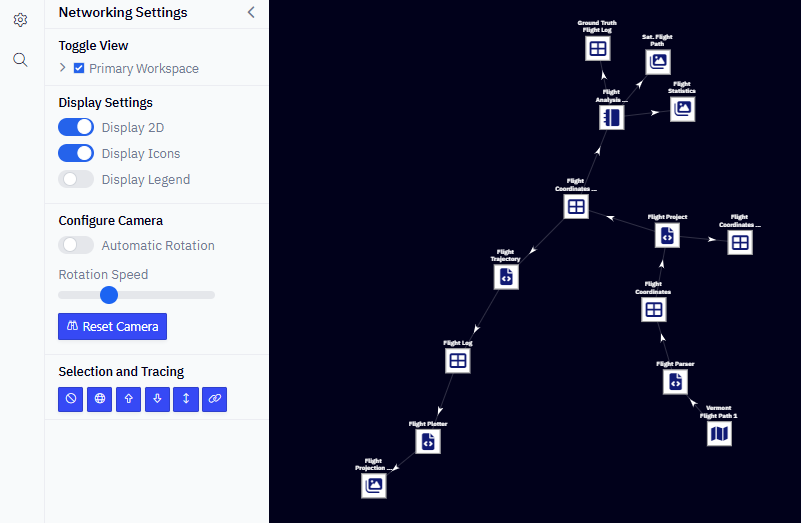 Networking Settings
Toggle View
Primary Workspace
Display Settings
Display 2D
Display Icons
Display Legend
Configure Camera
Automatic Rotation
Rotation Speed
Reset Camera
Selection and Tracing
Ground Truth
Flight Log
Sat. Flight
Path
Flight
Statistics
Flight
Analysis ...
Flight
Coordinates ...
Flight Project
Flight
Coordinates ...
Flight
Trajectory
Flight
Coordinates
Flight Log
Flight Parser
Vermont
Flight Path 1
Flight Plotter
Flight
Projection ...